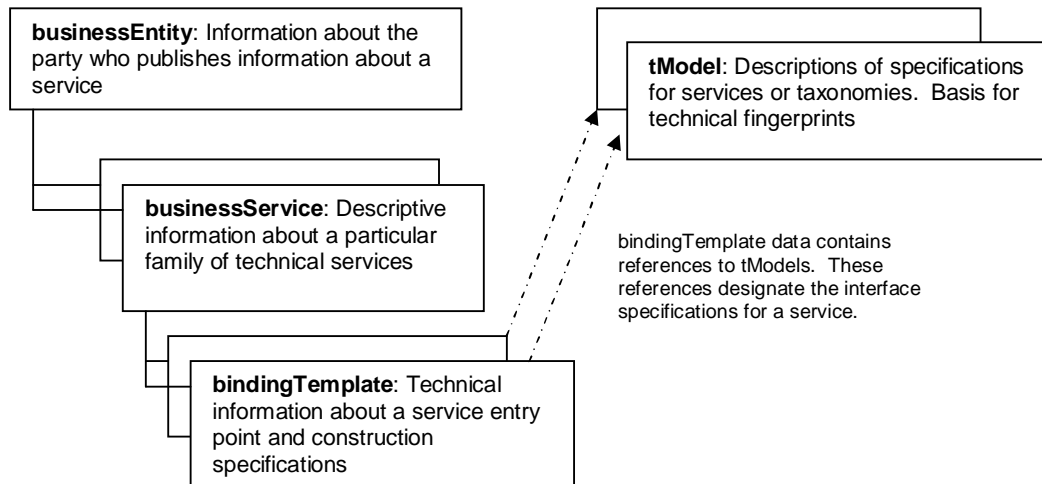 businessEntity: Information about the
party who publishes information about a
service
tModel: Descriptions of specifications
for services or taxonomies. Basis for
technical fingerprints
businessService: Descriptive
information about a particular
family of technical services
bindingTemplate data contains
references to tModels. These
references designate the interface
specifications for a service.
bindingTemplate: Technical
information about a service entry
point and construction
specifications